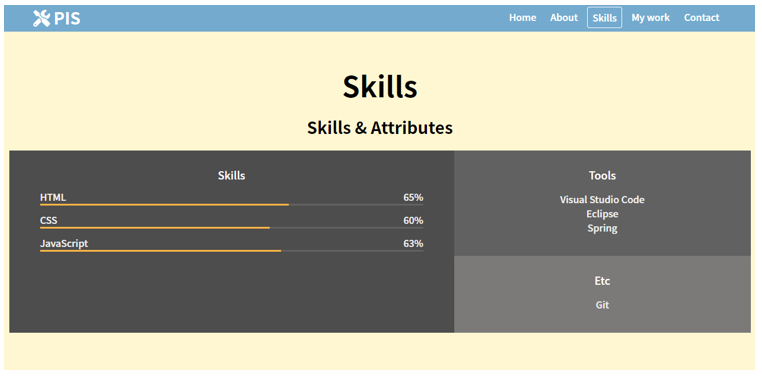 PIS
Home About Skills My work Contact
Skills
Skills & Attributes
Skills
HTML 65%
CSS 60%
JavaScript 63%
Tools
Visual Studio Code
Eclipse
Spring
Etc
Git